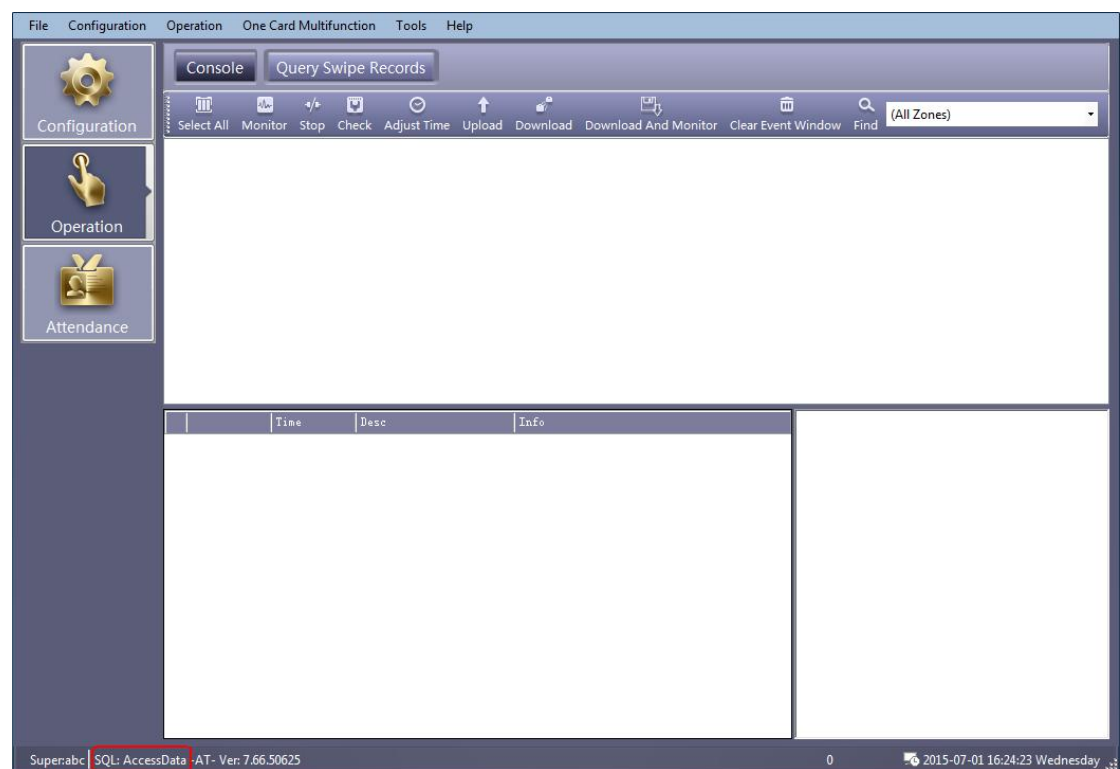 File Configuration Operation One Card Multifunction Tools Help
Configuration
Operation
Attendance
Console Query Swipe Records
Select All Monitor Stop Check Adjust Time Upload Download Download And Monitor Clear Event Window Find (All Zones)
Time Desc Info
Super:abc SQL: AccessData -AT- Ver: 7.66.50625 0 2015-07-01 16:24:23 Wednesday